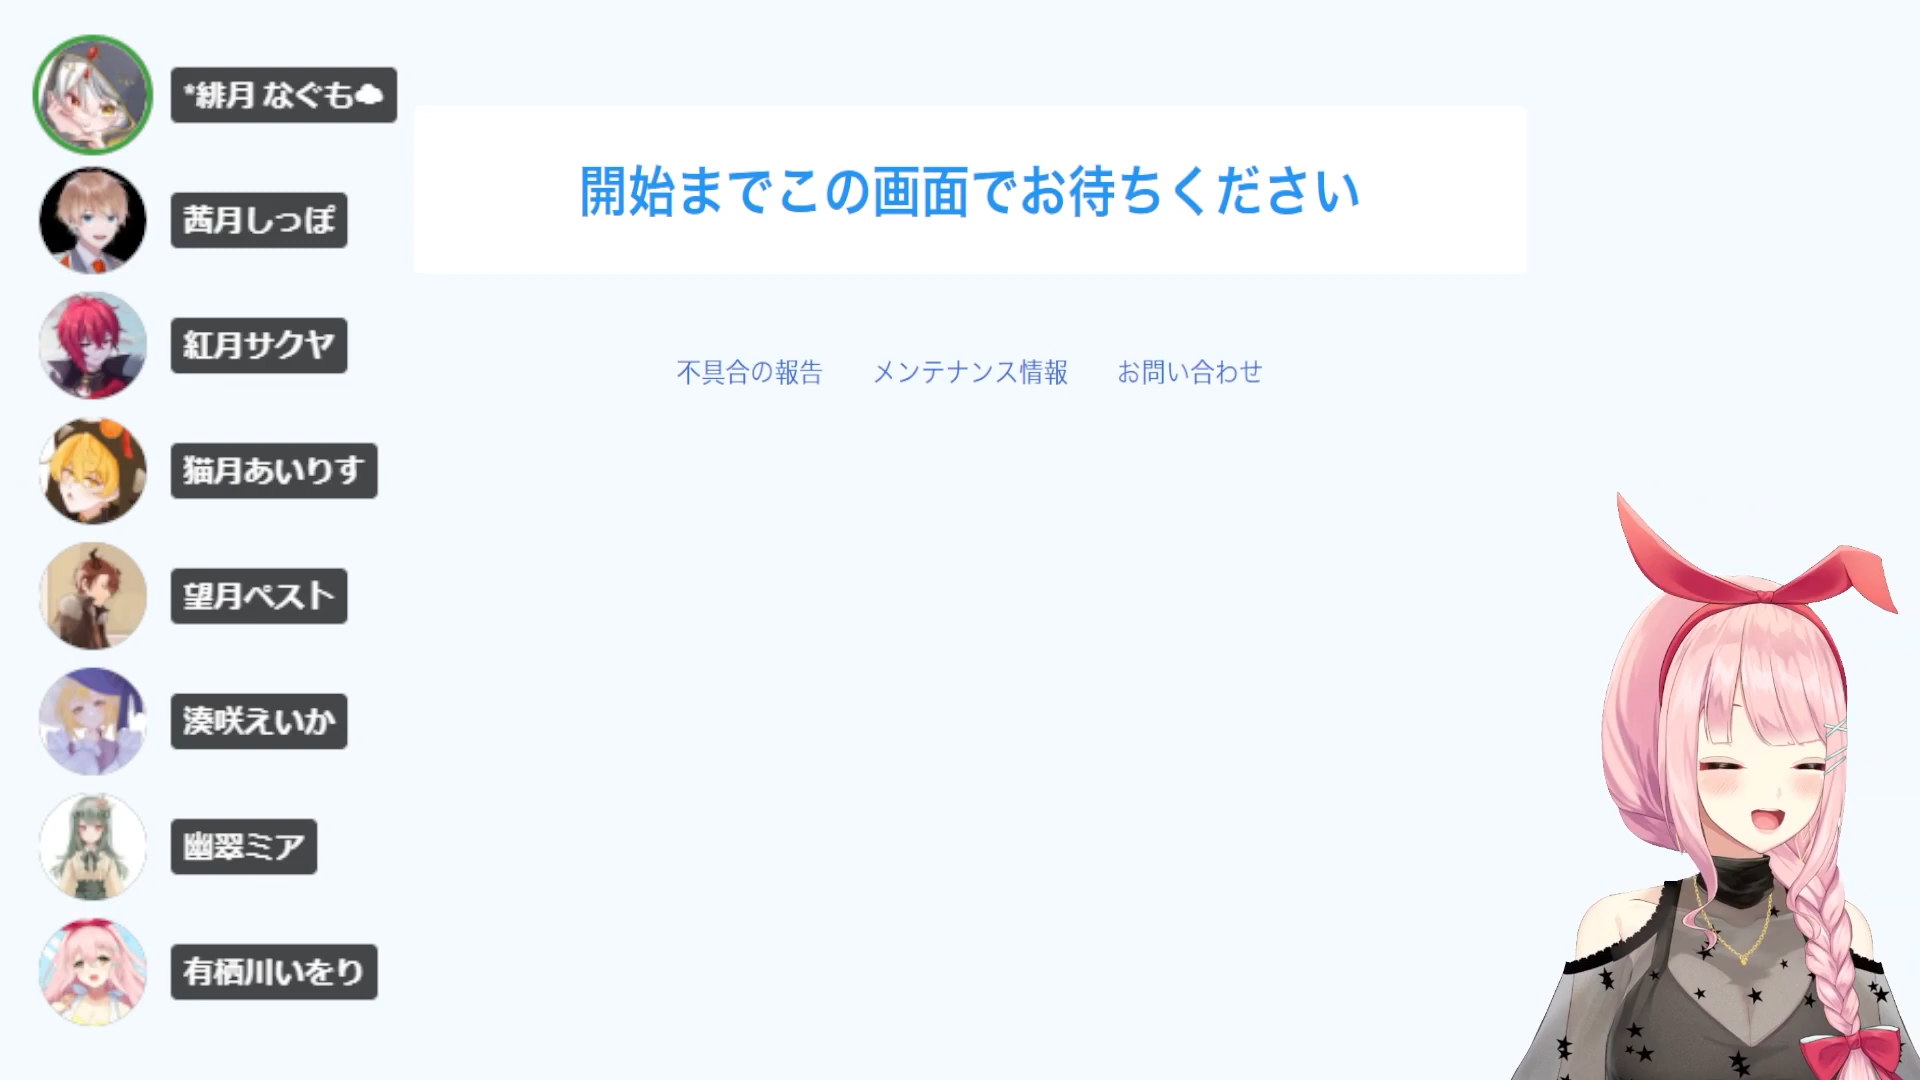 *緋月 なぐも☁
茜月しっぽ
紅月サクヤ
猫月あいりす
望月ペスト
湊咲えいか
幽翠ミア
有栖川いをり
開始までこの画面でお待ちください
不具合の報告 メンテナンス情報 お問い合わせ